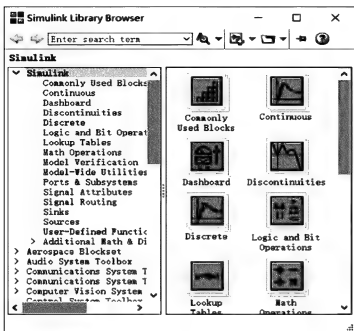 Simulink Library Browser
Enter search term
Simulink
Simulink
Commonly Used Blocks
Continuous
Dashboard
Discontinuities
Discrete
Logic and Bit Operat
Lookup Tables
Math Operations
Model Verification
Model-Wide Utilities
Ports & Subsystems
Signal Attributes
Signal Routing
Sinks
Sources
User-Defined Functic
Additional Math & Di
Aerospace Blockset
Audio System Toolbox
Communications System T
Communications System T
Computer Vision System
Control System Toolbox
Commonly
Used Blocks
Continuous
Dashboard
Discontinuities
Discrete
Logic and Bit
Operations
Lookup
Tables
Math
Operations